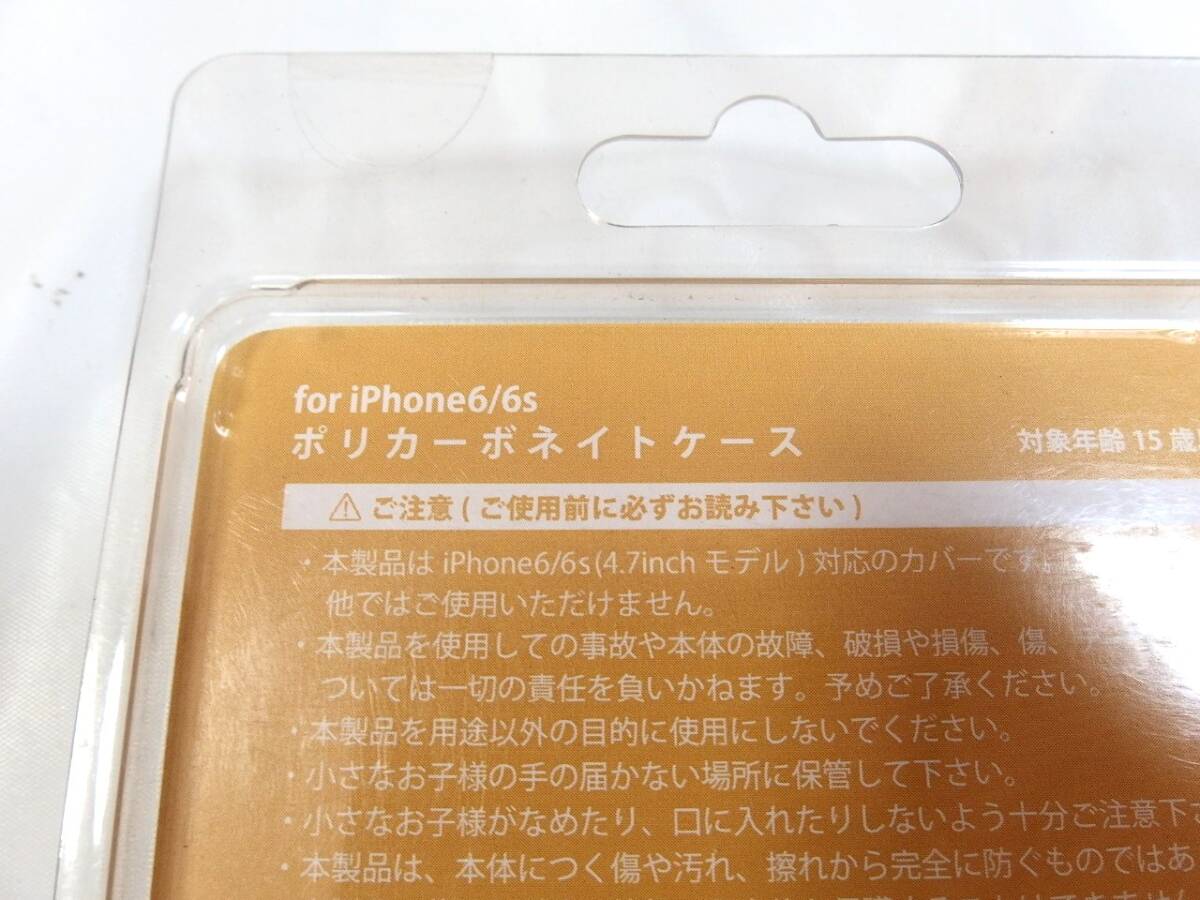 for iPhone6/6s
ポリカーボネイトケース
対象年齢 15 歳
⚠ ご注意 ( ご使用前に必ずお読み下さい )
・本製品は iPhone6/6s(4.7inch モデル ) 対応のカバーです。
他ではご使用いただけません。
・本製品を使用しての事故や本体の故障、破損や損傷、傷、
ついては一切の責任を負いかねます。予めご了承ください。
・本製品を用途以外の目的に使用にしないでください。
・小さなお子様の手の届かない場所に保管して下さい。
・小さなお子様がなめたり、口に入れたりしないよう十分ご注意下さ
・本製品は、本体につく傷や汚れ、擦れから完全に防ぐものではあ